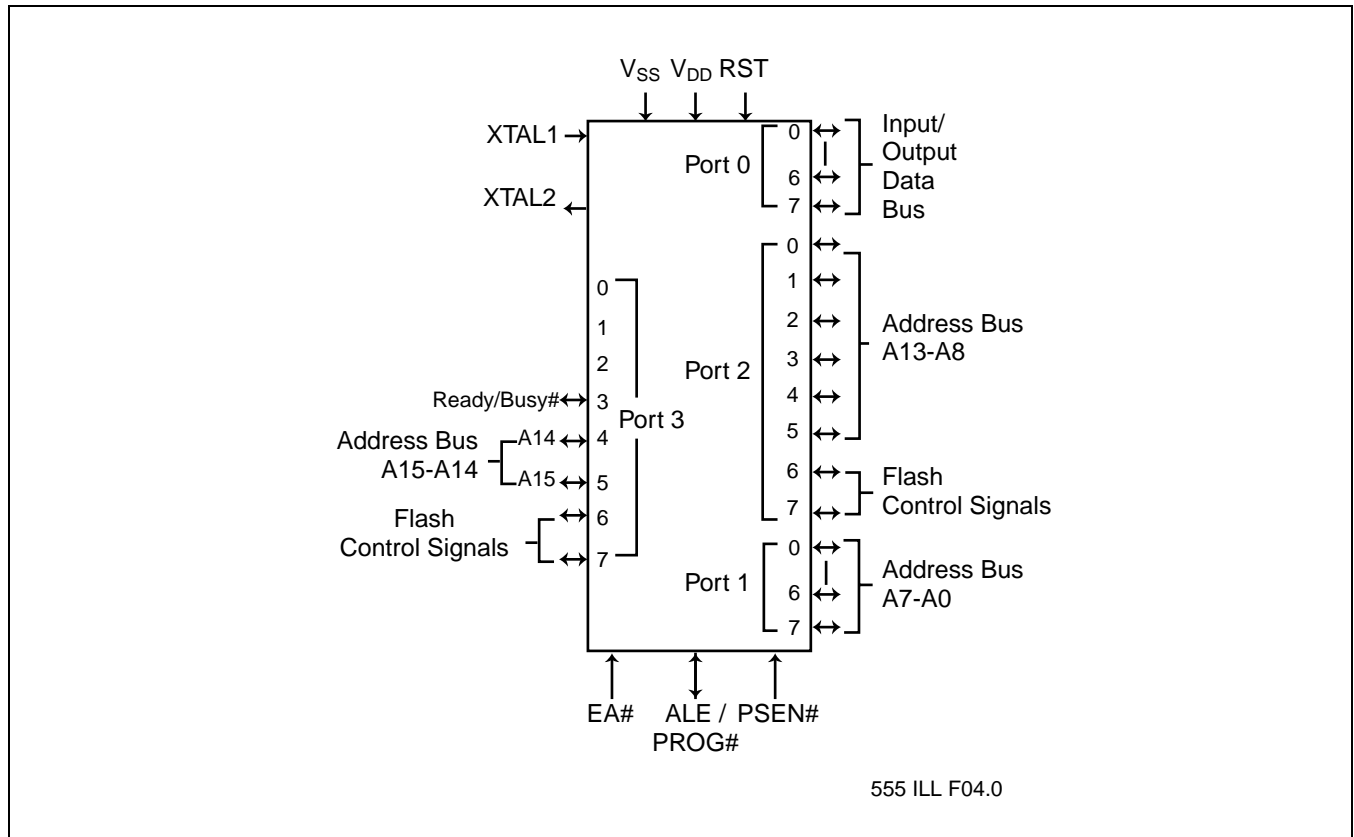 V_SS V_DD RST
XTAL1
XTAL2
Port 0
0
6
7
Input/
Output
Data
Bus
Port 2
0
1
2
3
4
5
6
7
Address Bus
A13-A8
Flash
Control Signals
Port 3
0
1
2
3
4
5
6
7
Ready/Busy#
Address Bus
A15-A14
A14
A15
Flash
Control Signals
Port 1
0
6
7
Address Bus
A7-A0
EA#
ALE /
PROG#
PSEN#
555 ILL F04.0